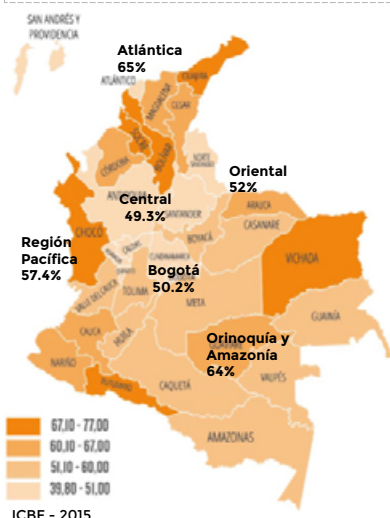 SAN ANDRÉS Y
PROVIDENCIA
Atlántica
65%
ATLÁNTICO
GUAJIRA
MAGDALENA
CESAR
SUCRE
BOLÍVAR
CÓRDOBA
NORTE
SANTANDER
ANTIOQUIA
Oriental
52%
Central
49.3%
SANTANDER
ARAUCA
CASANARE
BOYACÁ
CHOCÓ
Región
Pacífica
57.4%
CALDAS
CUNDINAMARCA
Bogotá
50.2%
VICHADA
VALLE DEL CAUCA
TOLIMA
META
GUAINÍA
Orinoquía y
Amazonía
64%
CAUCA
HUILA
NARIÑO
PUTUMAYO
CAQUETÁ
VAUPÉS
AMAZONAS
67,10 - 77,00
60,10 - 67,00
51,10 - 60,00
39,80 - 51,00
ICBF - 2015